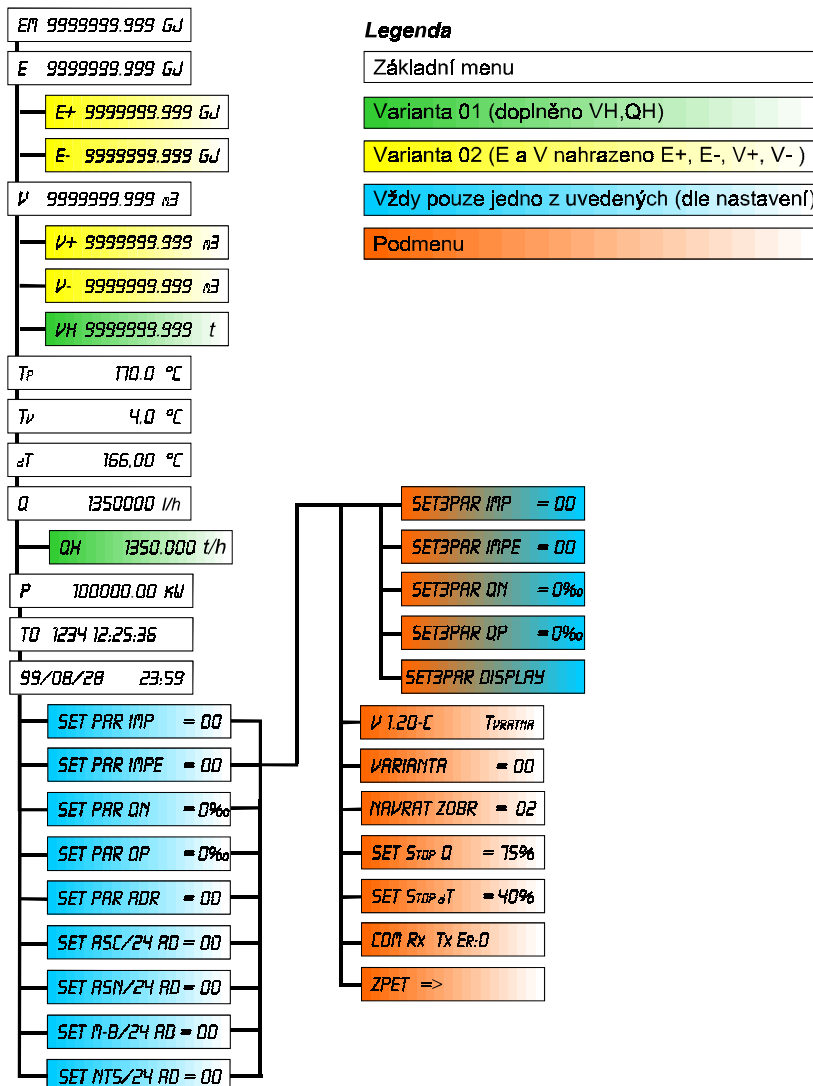 EM 9999999.999 GJ
E 9999999.999 GJ
E+ 9999999.999 GJ
E- 9999999.999 GJ
V 9999999.999 m3
V+ 9999999.999 m3
V- 9999999.999 m3
VH 9999999.999 t
TP 170.0 °C
TV 4,0 °C
dT 166,00 °C
Q 1350000 l/h
QH 1350.000 t/h
P 100000.00 KW
TO 1234 12:25:36
99/08/28 23:59
SET PAR IMP = 00
SET PAR IMPE = 00
SET PAR QN = 0‰
SET PAR QP = 0‰
SET PAR ADR = 00
SET ASC/24 AD = 00
SET ASN/24 AD = 00
SET M-B/24 AD = 00
SET NTS/24 AD = 00
Legenda
Základní menu
Varianta 01 (doplněno VH,QH)
Varianta 02 (E a V nahrazeno E+, E-, V+, V- )
Vždy pouze jedno z uvedených (dle nastavení)
Podmenu
SET3PAR IMP = 00
SET3PAR IMPE = 00
SET3PAR QN = 0‰
SET3PAR QP = 0‰
SET3PAR DISPLAY
V 1.20-C TVRATNA
VARIANTA = 00
NAVRAT ZOBR = 02
SET STOP Q = 75%
SET STOP dT = 40%
COM RX TX ER:0
ZPET =>